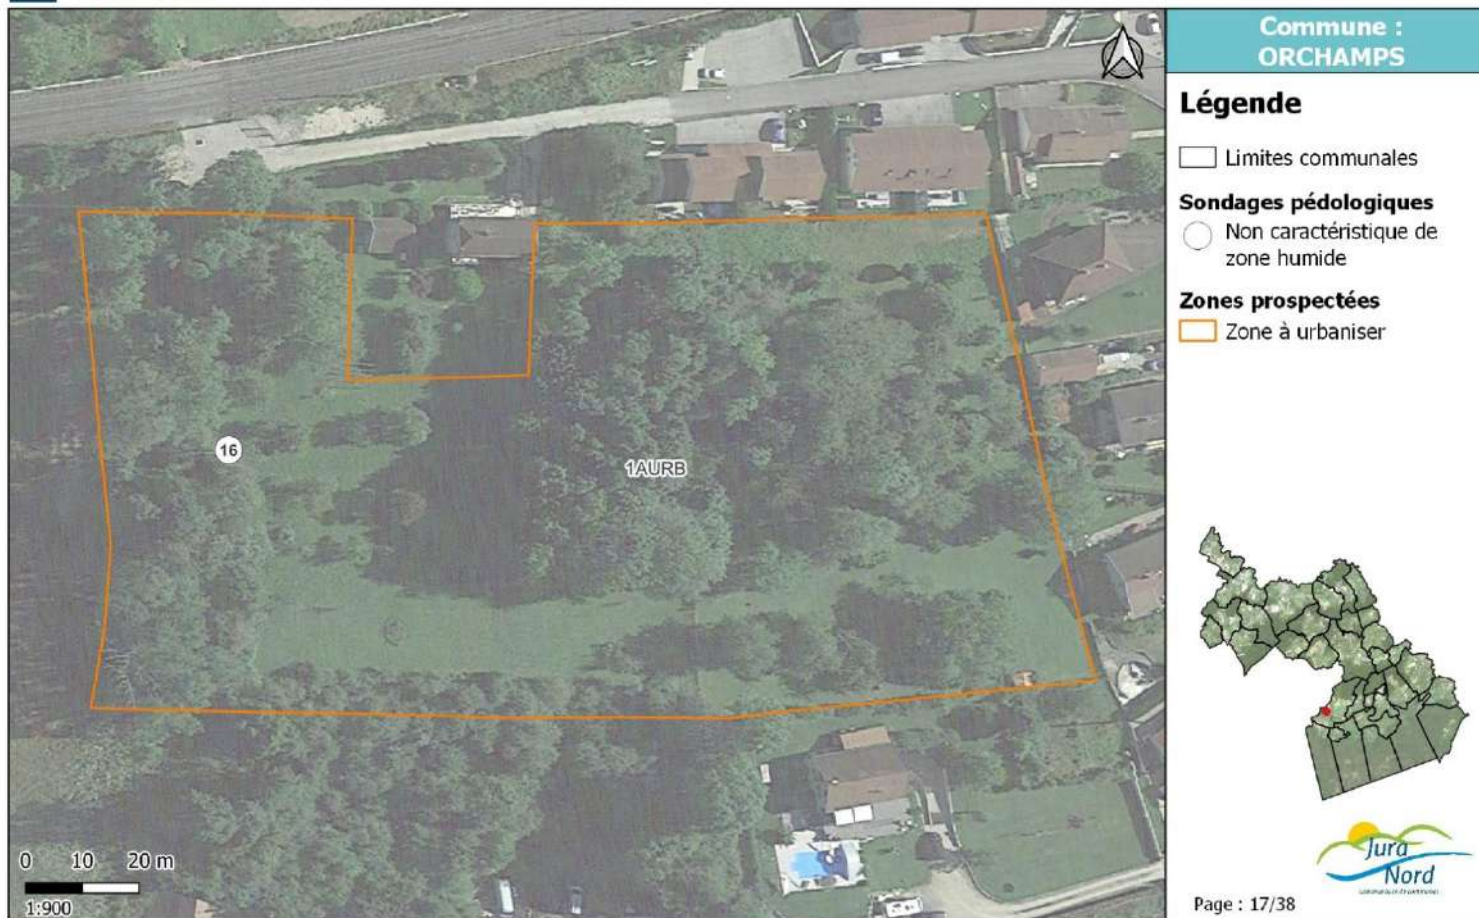 Commune :
ORCHAMPS
Légende
Limites communales
Sondages pédologiques
Non caractéristique de
zone humide
Zones prospectées
Zone à urbaniser
16
1AURB
0 10 20 m
1:900
Jura
Nord
Page : 17/38